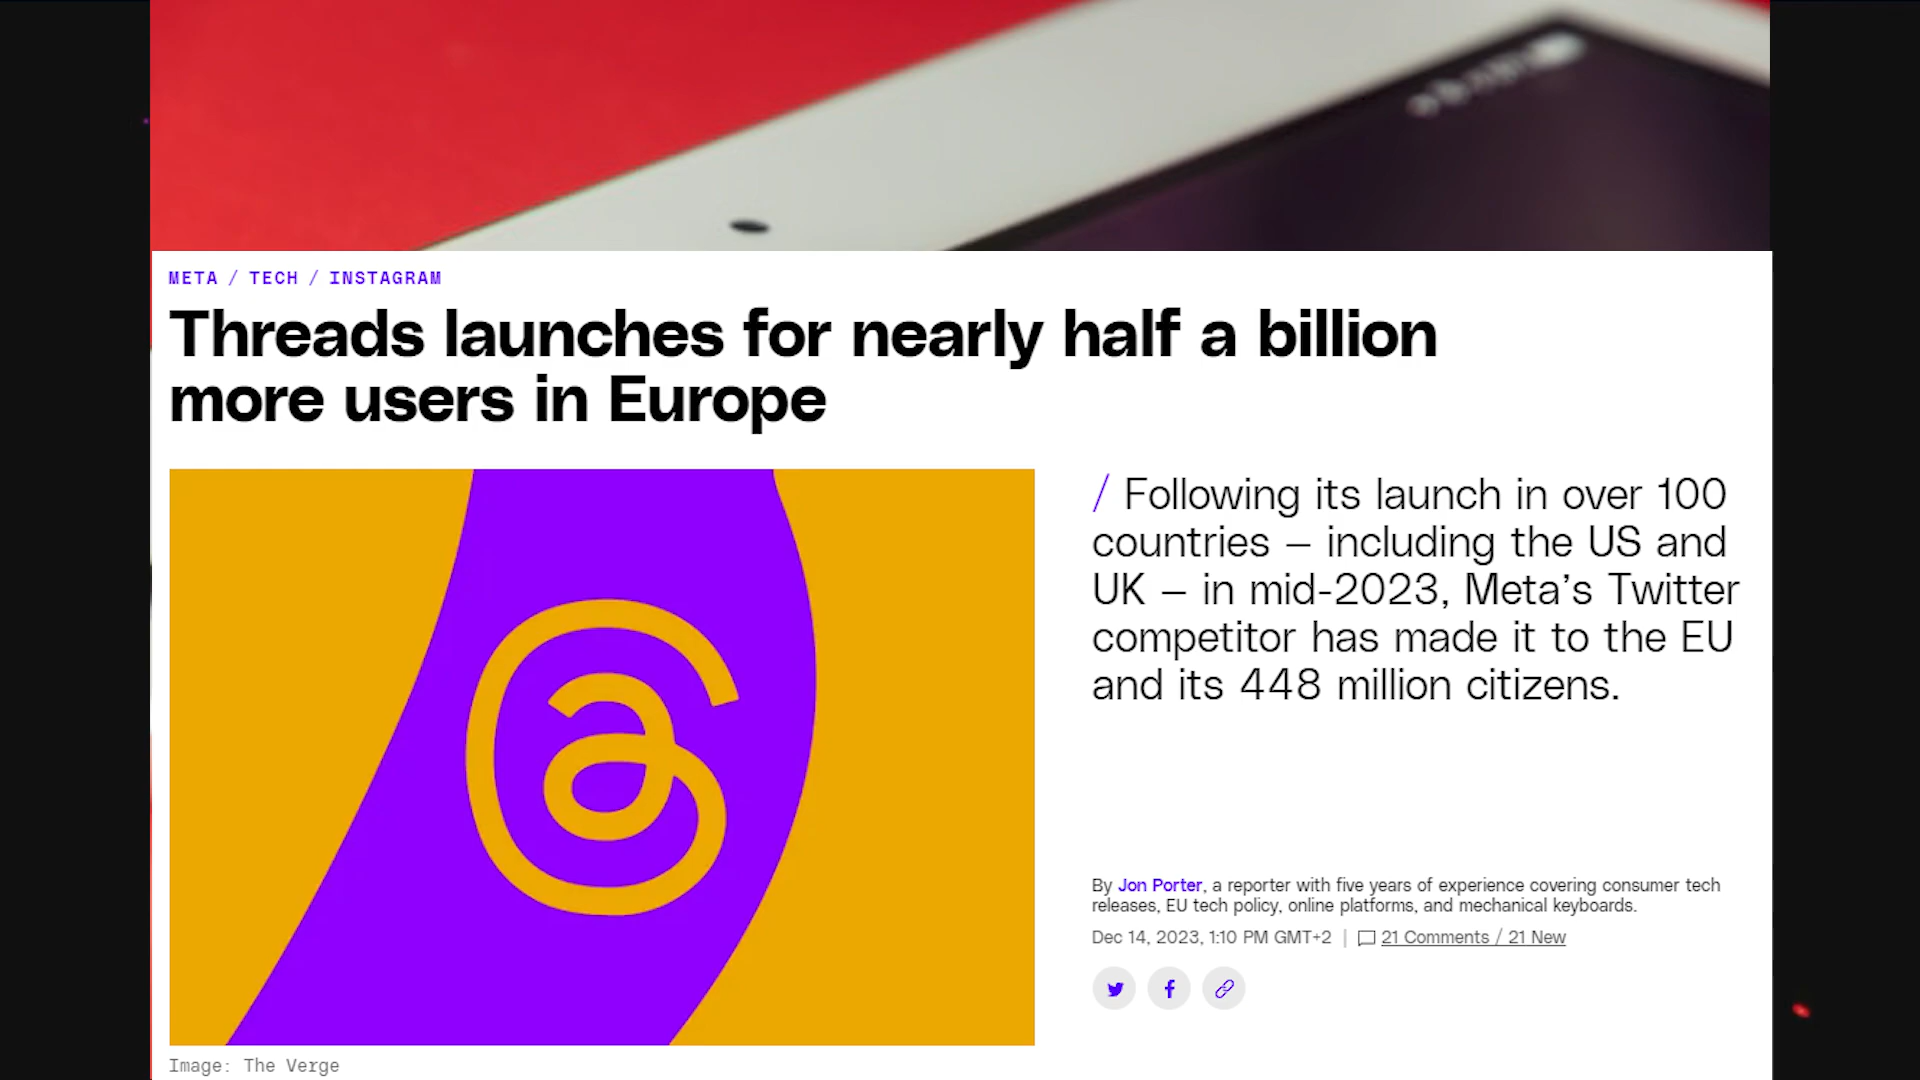 META / TECH / INSTAGRAM
Threads launches for nearly half a billion
more users in Europe
/ Following its launch in over 100
countries — including the US and
UK — in mid-2023, Meta’s Twitter
competitor has made it to the EU
and its 448 million citizens.
By Jon Porter, a reporter with five years of experience covering consumer tech
releases, EU tech policy, online platforms, and mechanical keyboards.
Dec 14, 2023, 1:10 PM GMT+2 | 21 Comments / 21 New
Image: The Verge